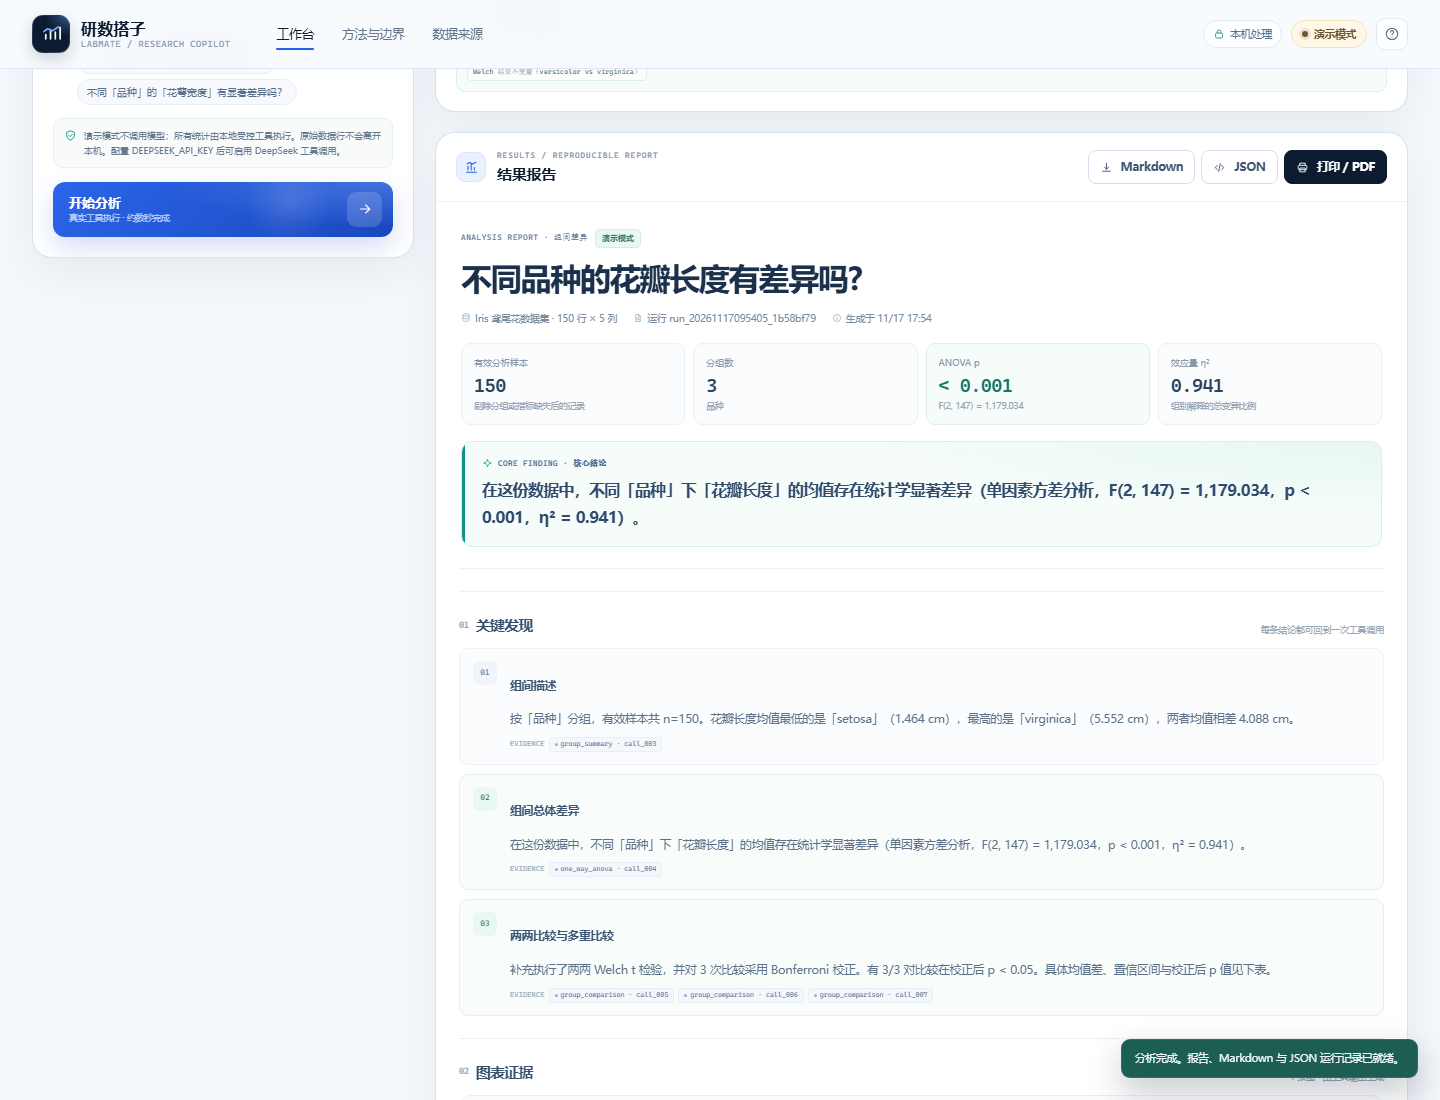 研数搭子
LABMATE / RESEARCH COPILOT
工作台
方法与边界
数据来源
本机处理
演示模式
不同「品种」的「花萼宽度」有显著差异吗？
演示模式不调用模型；所有统计由本地受控工具执行。原始数据行不会离开
本机。配置 DEEPSEEK_API_KEY 后可启用 DeepSeek 工具调用。
开始分析
真实工具执行 · 约数秒完成
Welch 结果不变量（versicolor vs virginica）
RESULTS / REPRODUCIBLE REPORT
结果报告
Markdown
JSON
打印 / PDF
ANALYSIS REPORT · 组间差异
演示模式
不同品种的花瓣长度有差异吗？
Iris 鸢尾花数据集 · 150 行 × 5 列
运行 run_20261117095405_1b58bf79
生成于 11/17 17:54
有效分析样本
150
剔除分组或指标缺失后的记录
分组数
3
品种
ANOVA p
< 0.001
F(2, 147) = 1,179.034
效应量 η²
0.941
组别解释的总变异比例
CORE FINDING · 核心结论
在这份数据中，不同「品种」下「花瓣长度」的均值存在统计学显著差异（单因素方差分析，F(2, 147) = 1,179.034，p <
0.001，η² = 0.941）。
01 关键发现
每条结论都可回到一次工具调用
01
组间描述
按「品种」分组，有效样本共 n=150。花瓣长度均值最低的是「setosa」（1.464 cm），最高的是「virginica」（5.552 cm），两者均值相差 4.088 cm。
EVIDENCE group_summary · call_003
02
组间总体差异
在这份数据中，不同「品种」下「花瓣长度」的均值存在统计学显著差异（单因素方差分析，F(2, 147) = 1,179.034，p < 0.001，η² = 0.941）。
EVIDENCE one_way_anova · call_004
03
两两比较与多重比较
补充执行了两两 Welch t 检验，并对 3 次比较采用 Bonferroni 校正。有 3/3 对比较在校正后 p < 0.05。具体均值差、置信区间与校正后 p 值见下表。
EVIDENCE group_comparison · call_005 group_comparison · call_006 group_comparison · call_007
02 图表证据
分析完成。报告、Markdown 与 JSON 运行记录已就绪。